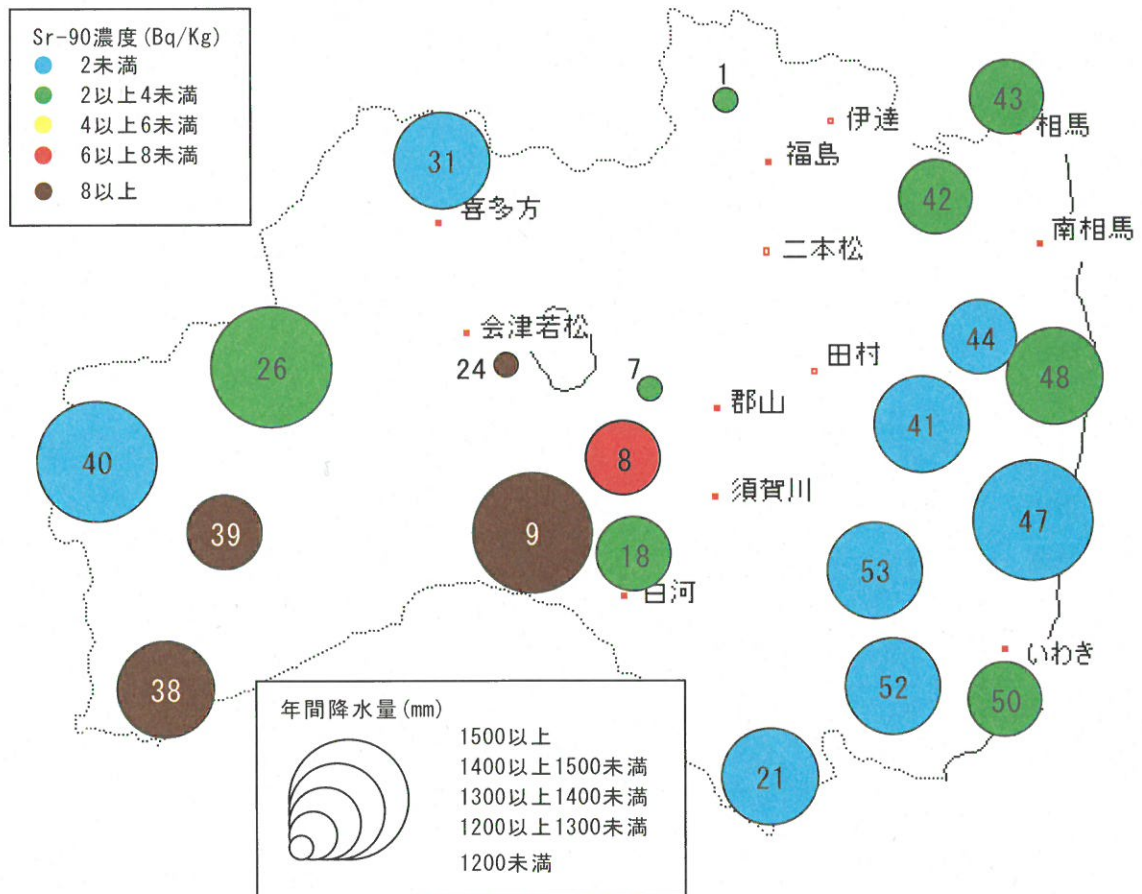 Sr-90濃度(Bq/Kg)
2未満
2以上4未満
4以上6未満
6以上8未満
8以上
1
伊達
43
相馬
福島
31
42
喜多方
南相馬
二本松
会津若松
44
26
24
7
田村
48
郡山
41
40
8
須賀川
39
9
47
18
53
白河
いわき
38
52
50
21
年間降水量(mm)
1500以上
1400以上1500未満
1300以上1400未満
1200以上1300未満
1200未満